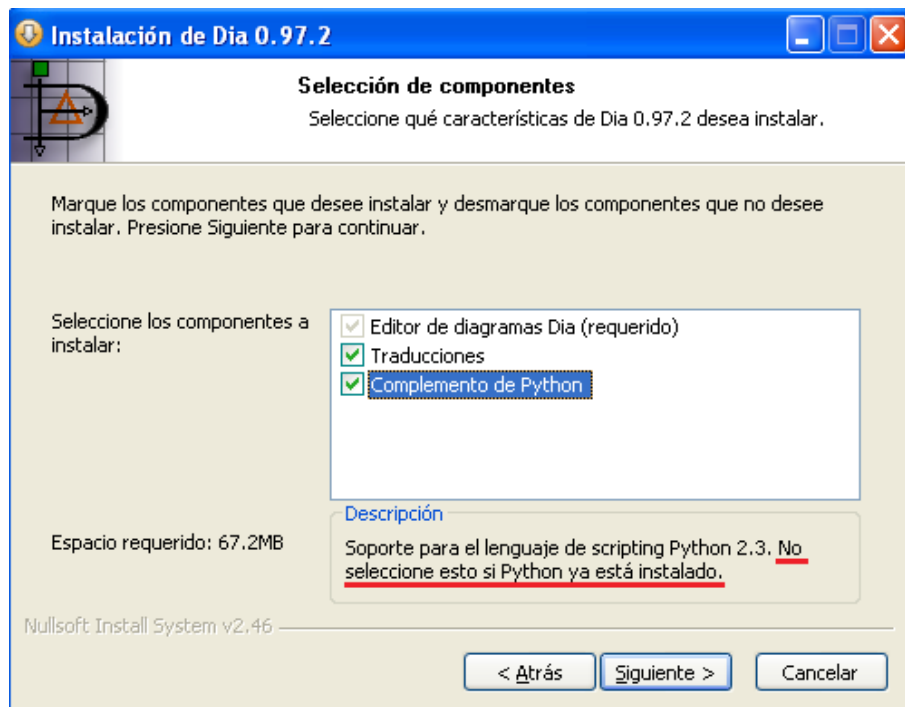 Instalación de Dia 0.97.2
Selección de componentes
Seleccione qué características de Dia 0.97.2 desea instalar.
Marque los componentes que desee instalar y desmarque los componentes que no desee
instalar. Presione Siguiente para continuar.
Seleccione los componentes a
instalar:
Editor de diagramas Dia (requerido)
Traducciones
Complemento de Python
Espacio requerido: 67.2MB
Descripción
Soporte para el lenguaje de scripting Python 2.3. No
seleccione esto si Python ya está instalado.
Nullsoft Install System v2.46
< Atrás
Siguiente >
Cancelar